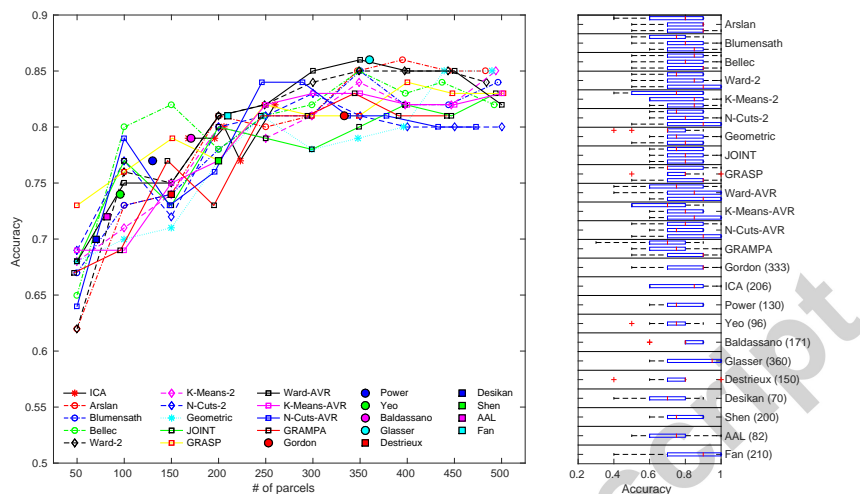 0.9
0.85
0.8
0.75
0.7
0.65
0.6
0.55
0.5
Accuracy
50 100 150 200 250 300 350 400 450 500
# of parcels
ICA
Arslan
Blumensath
Bellec
Ward-2
K-Means-2
N-Cuts-2
Geometric
JOINT
GRASP
Ward-AVR
K-Means-AVR
N-Cuts-AVR
GRAMPA
Gordon
Power
Yeo
Baldassano
Glasser
Destrieux
Desikan
Shen
AAL
Fan
Arslan
Blumensath
Bellec
Ward-2
K-Means-2
N-Cuts-2
Geometric
JOINT
GRASP
Ward-AVR
K-Means-AVR
N-Cuts-AVR
GRAMPA
Gordon (333)
ICA (206)
Power (130)
Yeo (96)
Baldassano (171)
Glasser (360)
Destrieux (150)
Desikan (70)
Shen (200)
AAL (82)
Fan (210)
0.2 0.4 0.6 0.8 1
Accuracy
script